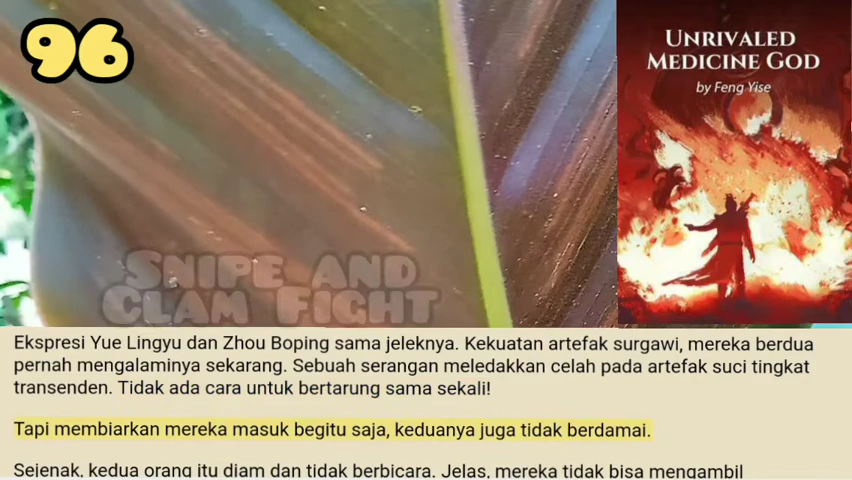 96
UNRIVALED
MEDICINE GOD
by Feng Yise
SNIPE AND
CLAM FIGHT
Ekspresi Yue Lingyu dan Zhou Boping sama jeleknya. Kekuatan artefak surgawi, mereka berdua
pernah mengalaminya sekarang. Sebuah serangan meledakkan celah pada artefak suci tingkat
transenden. Tidak ada cara untuk bertarung sama sekali!
Tapi membiarkan mereka masuk begitu saja, keduanya juga tidak berdamai.
Sejenak, kedua orang itu diam dan tidak berbicara. Jelas, mereka tidak bisa mengambil